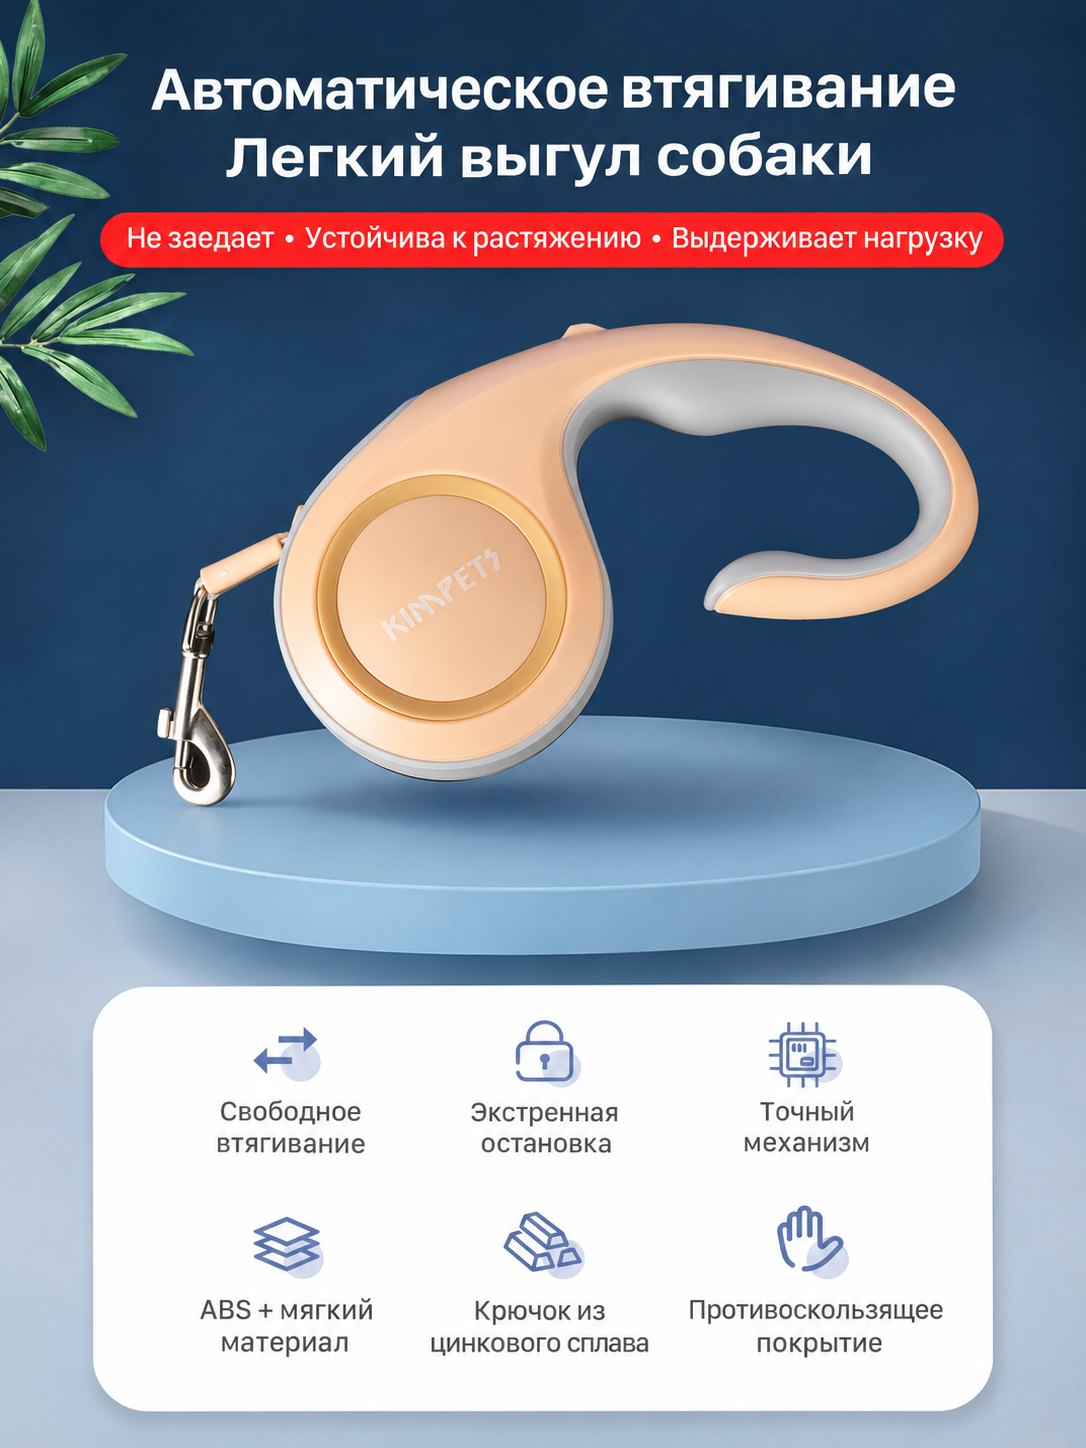 Автоматическое втягивание
Легкий выгул собаки
Не заедает • Устойчива к растяжению • Выдерживает нагрузку
KIMPETS
Свободное
втягивание
Экстренная
остановка
Точный
механизм
ABS + мягкий
материал
Крючок из
цинкового сплава
Противоскользящее
покрытие